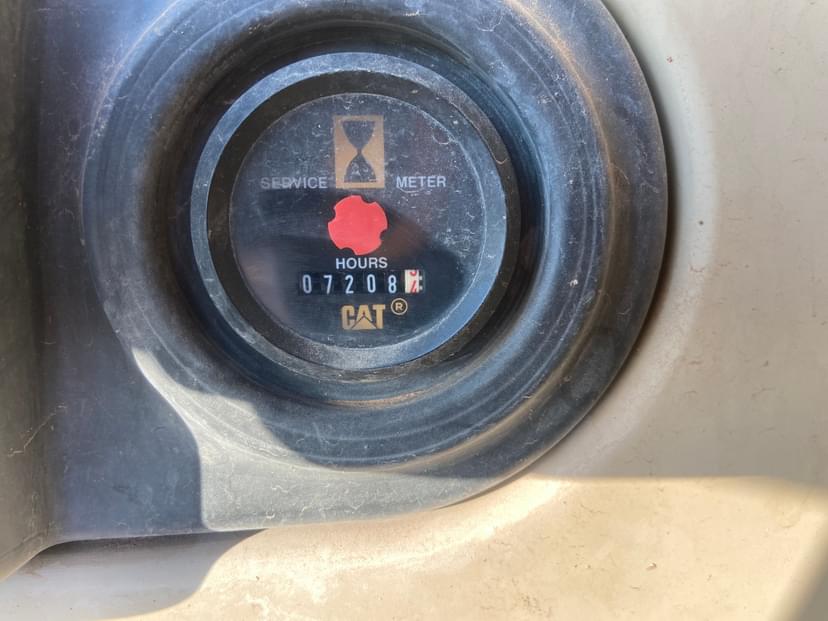 SERVICE METER
HOURS
07208
CAT®